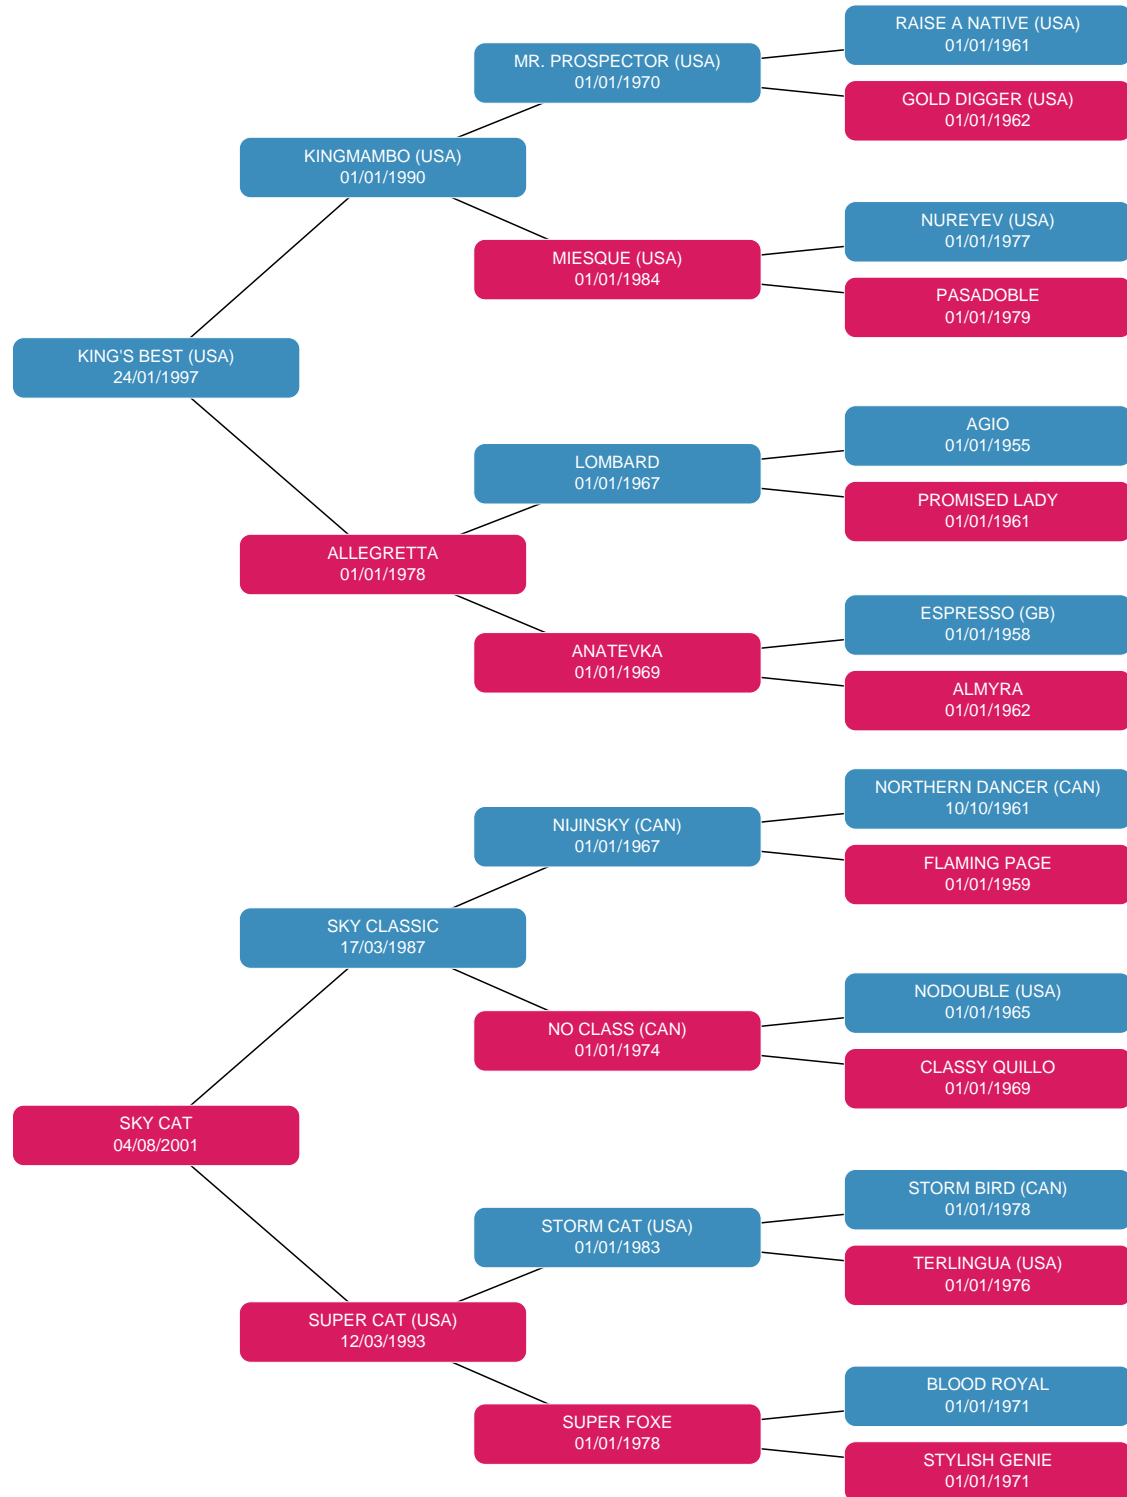 RAISE A NATIVE (USA)
01/01/1961
MR. PROSPECTOR (USA)
01/01/1970
GOLD DIGGER (USA)
01/01/1962
KINGMAMBO (USA)
01/01/1990
NUREYEV (USA)
01/01/1977
MIESQUE (USA)
01/01/1984
PASADOBLE
01/01/1979
KING'S BEST (USA)
24/01/1997
AGIO
01/01/1955
LOMBARD
01/01/1967
PROMISED LADY
01/01/1961
ALLEGRETTA
01/01/1978
ESPRESSO (GB)
01/01/1958
ANATEVKA
01/01/1969
ALMYRA
01/01/1962
NORTHERN DANCER (CAN)
10/10/1961
NIJINSKY (CAN)
01/01/1967
FLAMING PAGE
01/01/1959
SKY CLASSIC
17/03/1987
NODOUBLE (USA)
01/01/1965
NO CLASS (CAN)
01/01/1974
CLASSY QUILLO
01/01/1969
SKY CAT
04/08/2001
STORM BIRD (CAN)
01/01/1978
STORM CAT (USA)
01/01/1983
TERLINGUA (USA)
01/01/1976
SUPER CAT (USA)
12/03/1993
BLOOD ROYAL
01/01/1971
SUPER FOXE
01/01/1978
STYLISH GENIE
01/01/1971